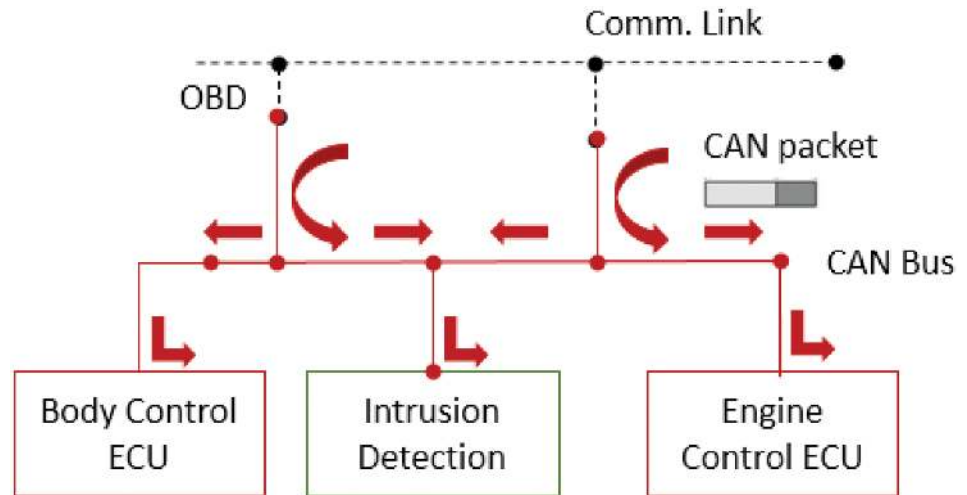 Comm. Link
OBD
CAN packet
CAN Bus
Body Control
ECU
Intrusion
Detection
Engine
Control ECU